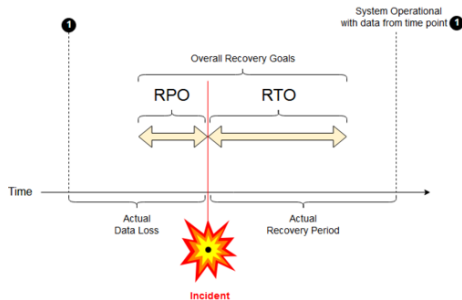 System Operational
with data from time point 1
1
Overall Recovery Goals
RPO
RTO
Time
Actual
Data Loss
Actual
Recovery Period
Incident